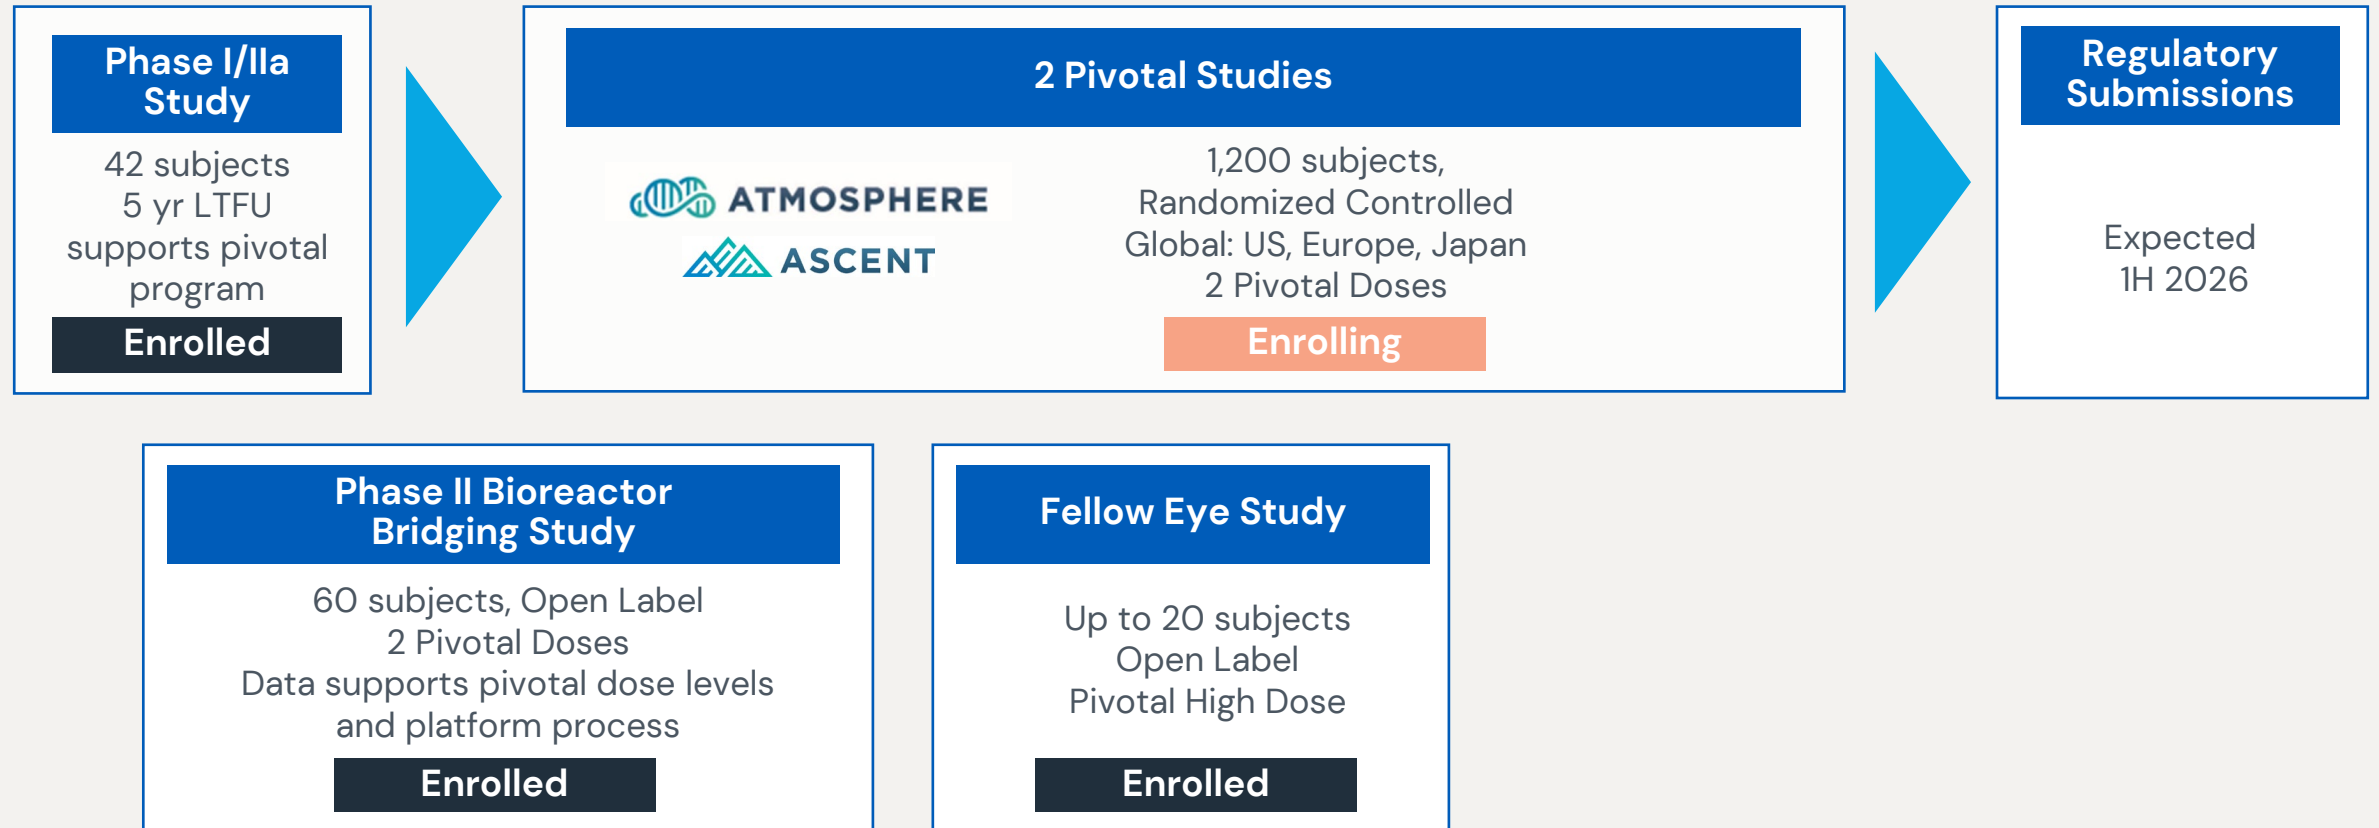 Phase I/IIa
Study
42 subjects
5 yr LTFU
supports pivotal
program
Enrolled
2 Pivotal Studies
ATMOSPHERE
ASCENT
1,200 subjects,
Randomized Controlled
Global: US, Europe, Japan
2 Pivotal Doses
Enrolling
Regulatory
Submissions
Expected
1H 2026
Phase II Bioreactor
Bridging Study
60 subjects, Open Label
2 Pivotal Doses
Data supports pivotal dose levels
and platform process
Enrolled
Fellow Eye Study
Up to 20 subjects
Open Label
Pivotal High Dose
Enrolled